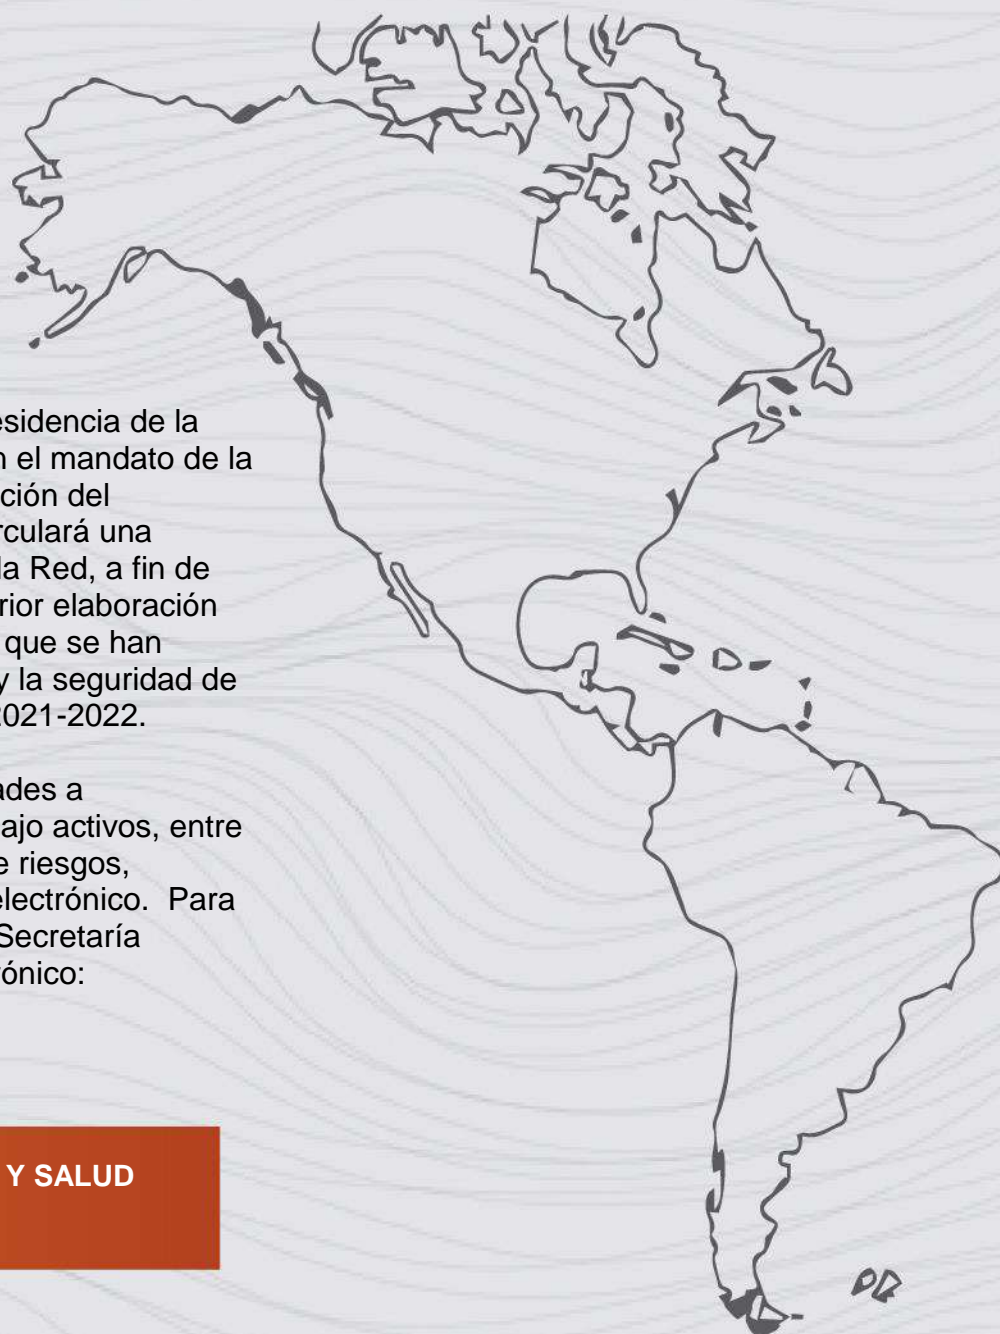 esidencia de la
n el mandato de la
ción del
rculará una
la Red, a fin de
rior elaboración
que se han
y la seguridad de
2021-2022.
ades a
ajo activos, entre
e riesgos,
electrónico.  Para
Secretaría
rónico:
Y SALUD